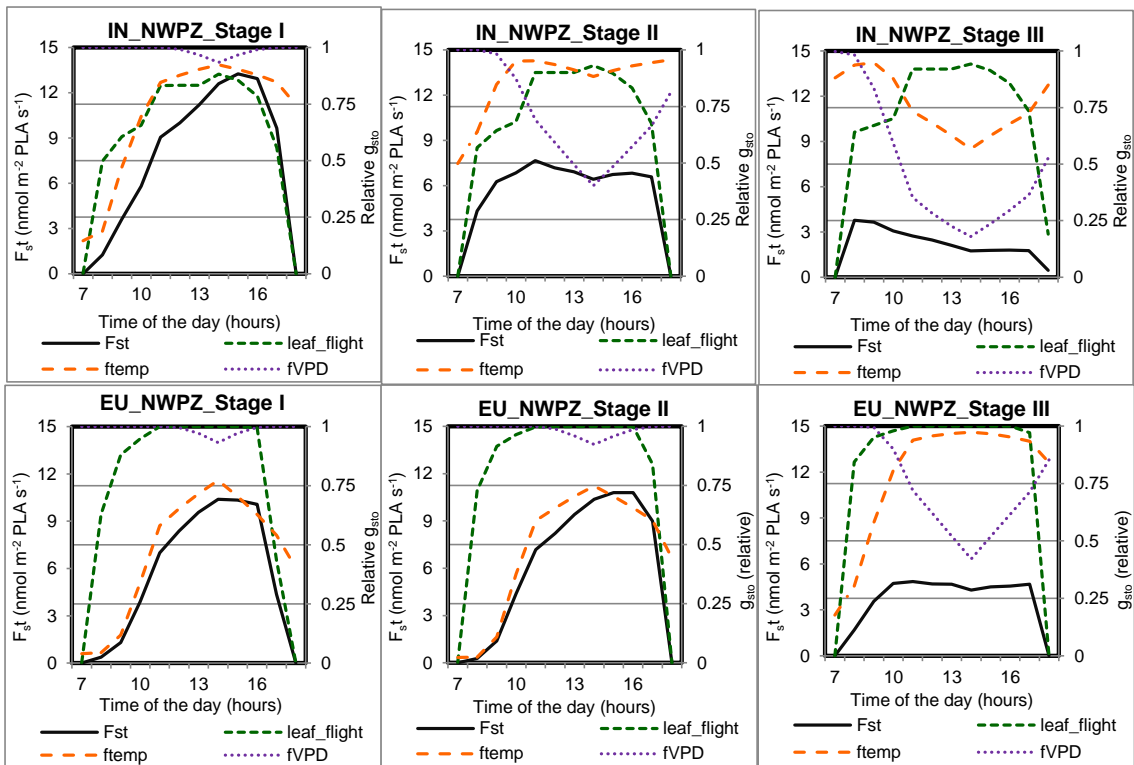 IN_NWPZ_Stage I
15
12
9
6
3
0
1
0.75
0.5
0.25
0
7
10
13
16
Fₛt (nmol m⁻² PLA s⁻¹)
Relative gₛₜₒ
Time of the day (hours)
Fst
leaf_flight
ftemp
fVPD
IN_NWPZ_Stage II
15
12
9
6
3
0
1
0.75
0.5
0.25
0
7
10
13
16
Fₛt (nmol m⁻² PLA s⁻¹)
Relative gₛₜₒ
Time of the day (hours)
Fst
leaf_flight
ftemp
fVPD
IN_NWPZ_Stage III
15
12
9
6
3
0
1
0.75
0.5
0.25
0
7
10
13
16
Fₛt (nmol m⁻² PLA s⁻¹)
Relative gₛₜₒ
Time of the day (hours)
Fst
leaf_flight
ftemp
fVPD
EU_NWPZ_Stage I
15
12
9
6
3
0
1
0.75
0.5
0.25
0
7
10
13
16
Fₛt (nmol m⁻² PLA s⁻¹)
Relative gₛₜₒ
Time of the day (hours)
Fst
leaf_flight
ftemp
fVPD
EU_NWPZ_Stage II
15
12
9
6
3
0
1
0.75
0.5
0.25
0
7
10
13
16
Fₛt (nmol m⁻² PLA s⁻¹)
gₛₜₒ (relative)
Time of the day (hours)
Fst
leaf_flight
ftemp
fVPD
EU_NWPZ_Stage III
15
12
9
6
3
0
1
0.75
0.5
0.25
0
7
10
13
16
Fₛt (nmol m⁻² PLA s⁻¹)
gₛₜₒ (relative)
Time of the day (hours)
Fst
leaf_flight
ftemp
fVPD